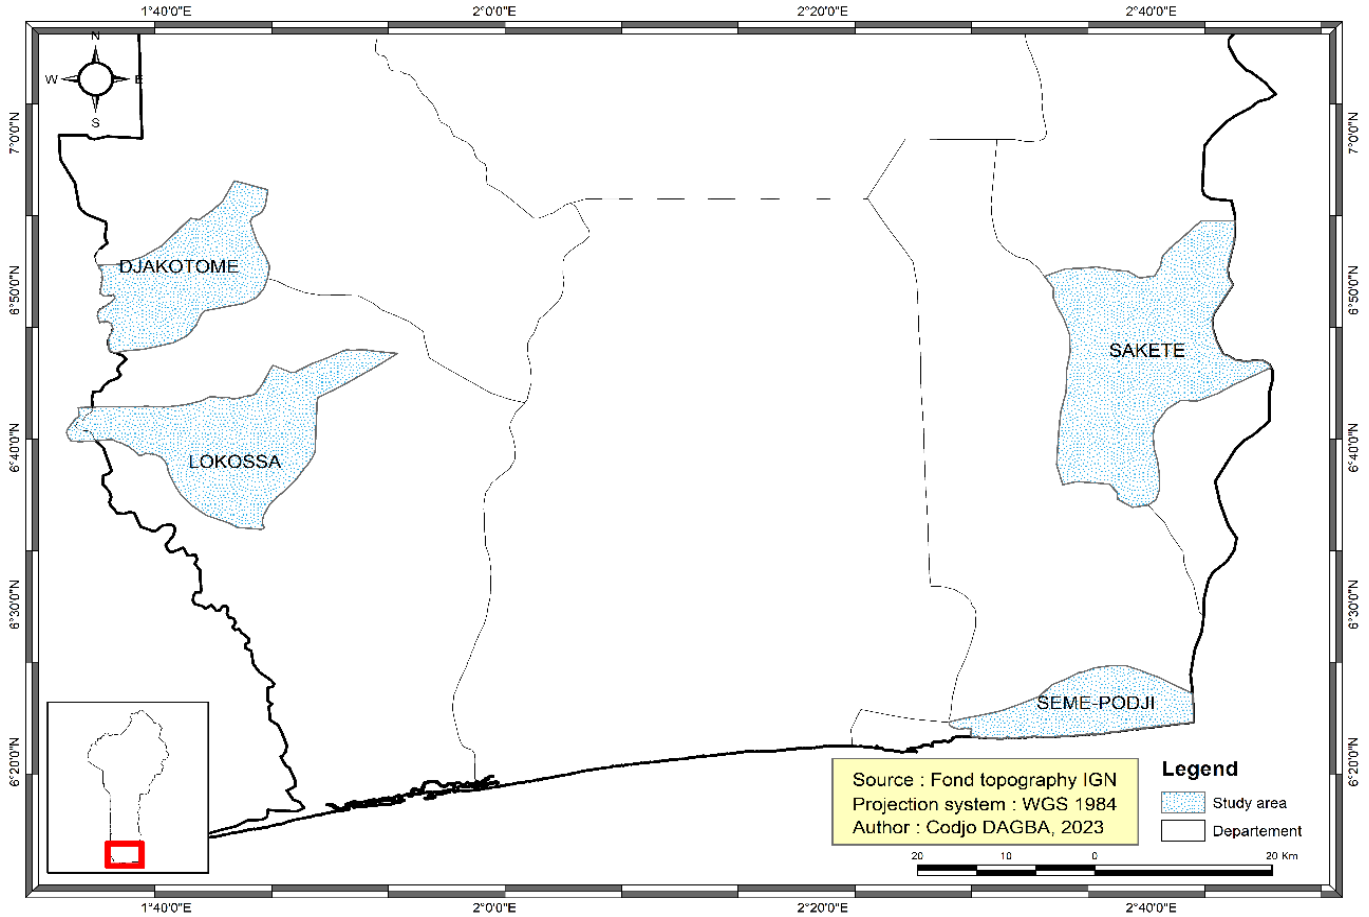 1°40'0"E 2°0'0"E 2°20'0"E 2°40'0"E
N
W E
S
7°0'0"N 7°0'0"N
DJAKOTOME
6°50'0"N 6°50'0"N
SAKETE
6°40'0"N 6°40'0"N
LOKOSSA
6°30'0"N 6°30'0"N
SEME-PODJI
6°20'0"N 6°20'0"N
Source : Fond topography IGN
Projection system : WGS 1984
Author : Codjo DAGBA, 2023
Legend
Study area
Departement
20 10 0 20 Km
1°40'0"E 2°0'0"E 2°20'0"E 2°40'0"E